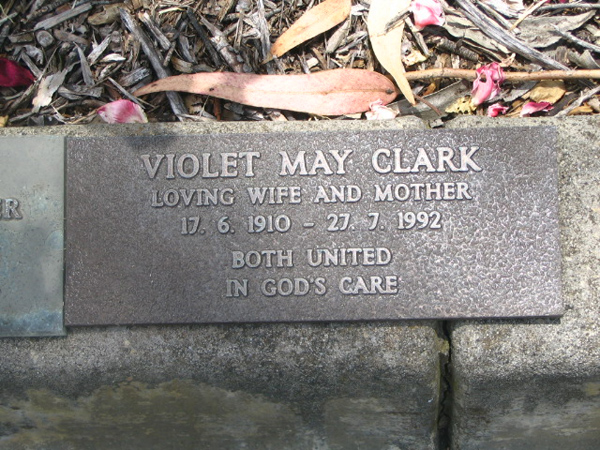 VIOLET MAY CLARK
LOVING WIFE AND MOTHER
17. 6. 1910 - 27. 7. 1992
BOTH UNITED
IN GOD'S CARE